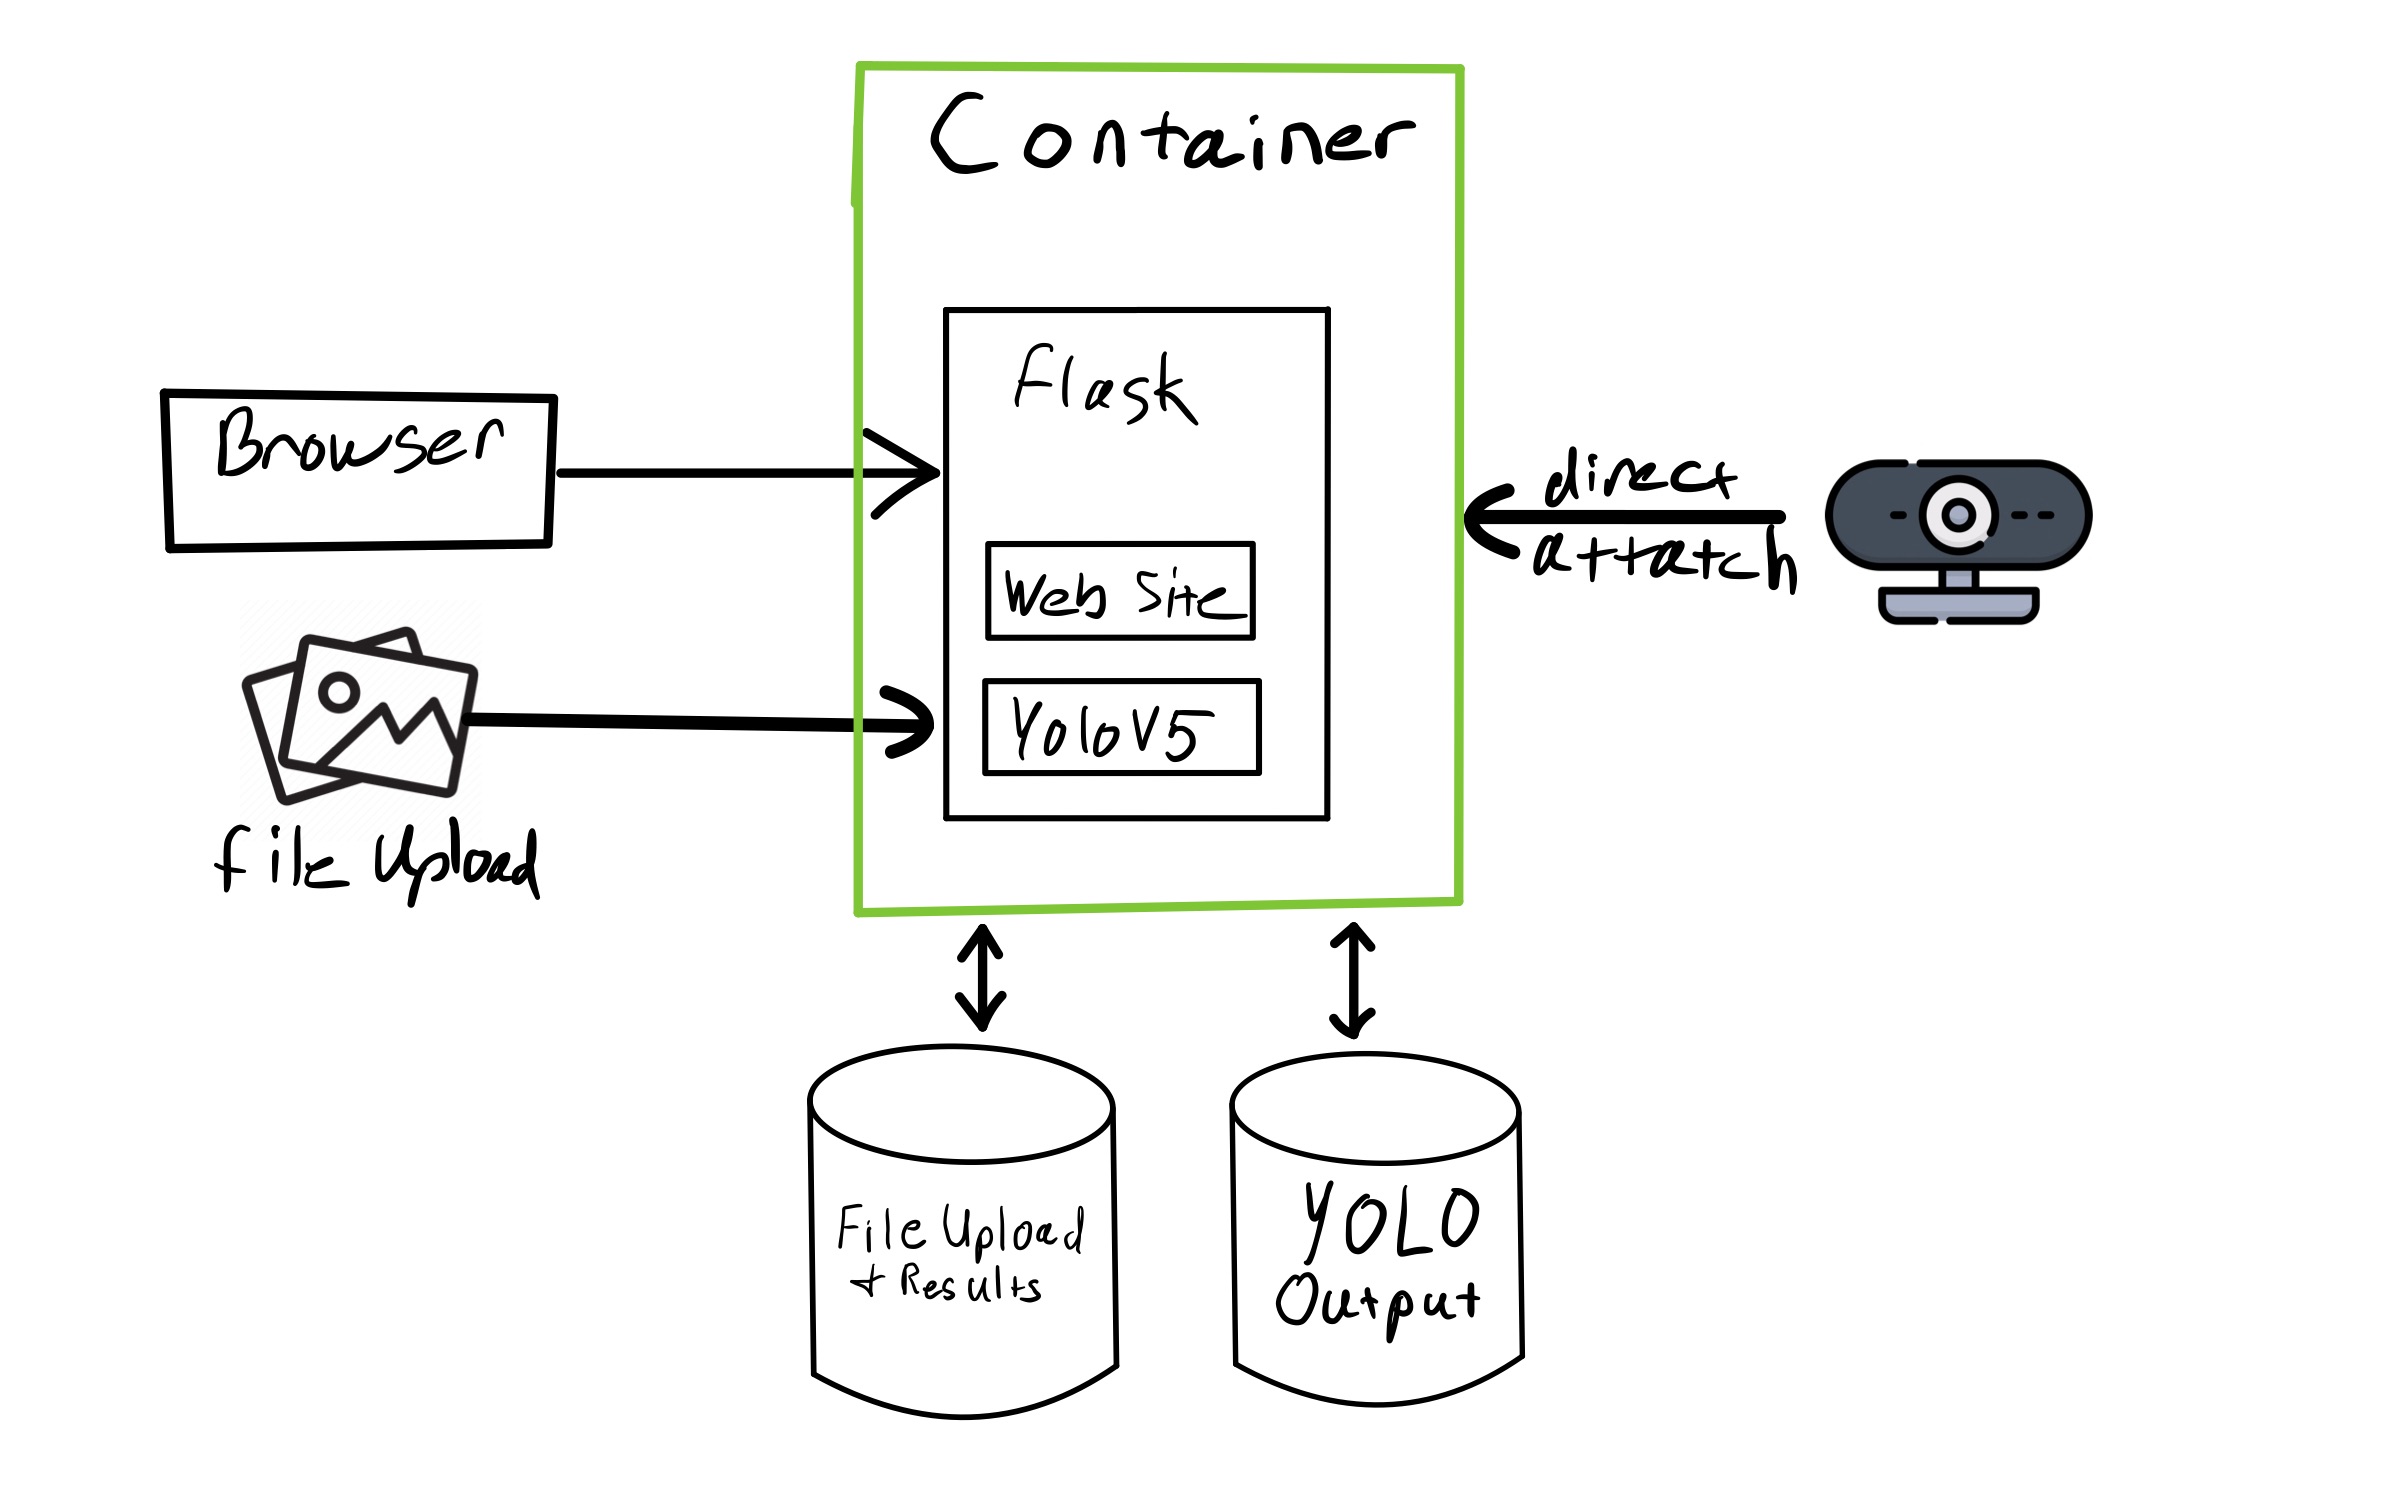 Container
Flask
Browser
direct
attatch
Web Site
YoloV5
file Upload
File Upload
+ Results
YOLO
Output